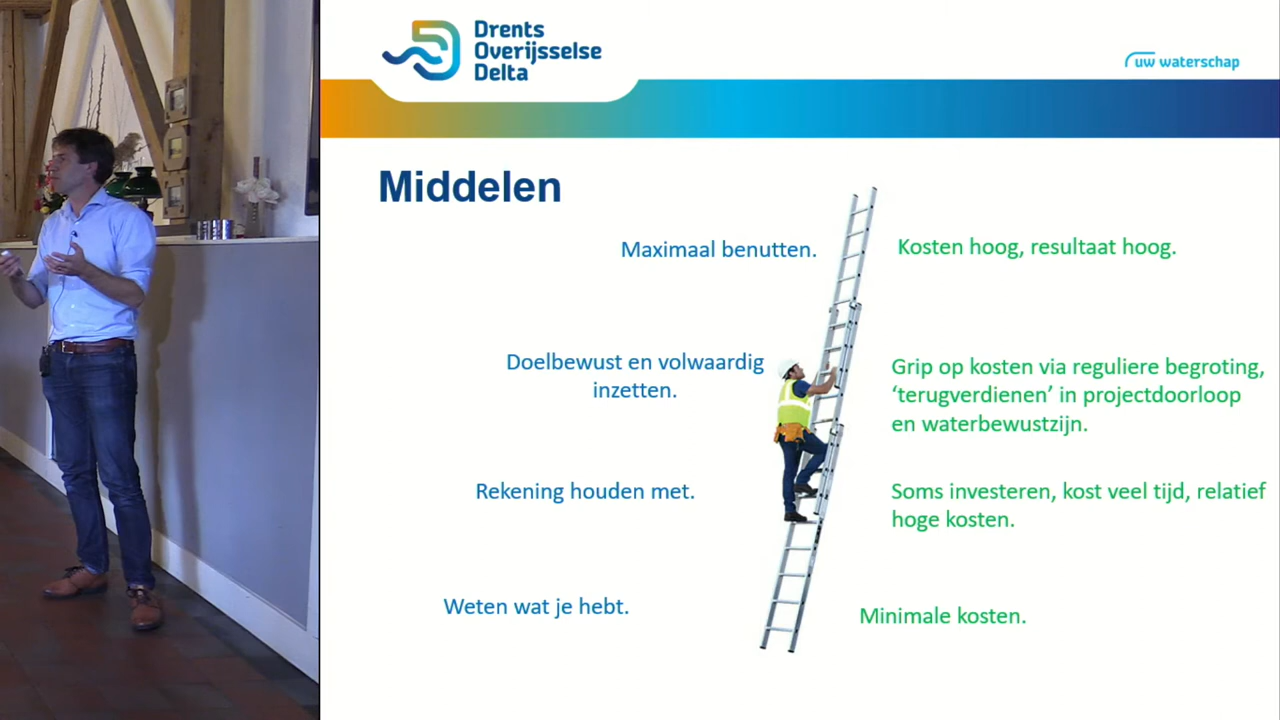 Drents
Overijsselse
Delta
uw waterschap
Middelen
Maximaal benutten.
Kosten hoog, resultaat hoog.
Doelbewust en volwaardig
inzetten.
Grip op kosten via reguliere begroting,
‘terugverdienen’ in projectdoorloop
en waterbewustzijn.
Rekening houden met.
Soms investeren, kost veel tijd, relatief
hoge kosten.
Weten wat je hebt.
Minimale kosten.